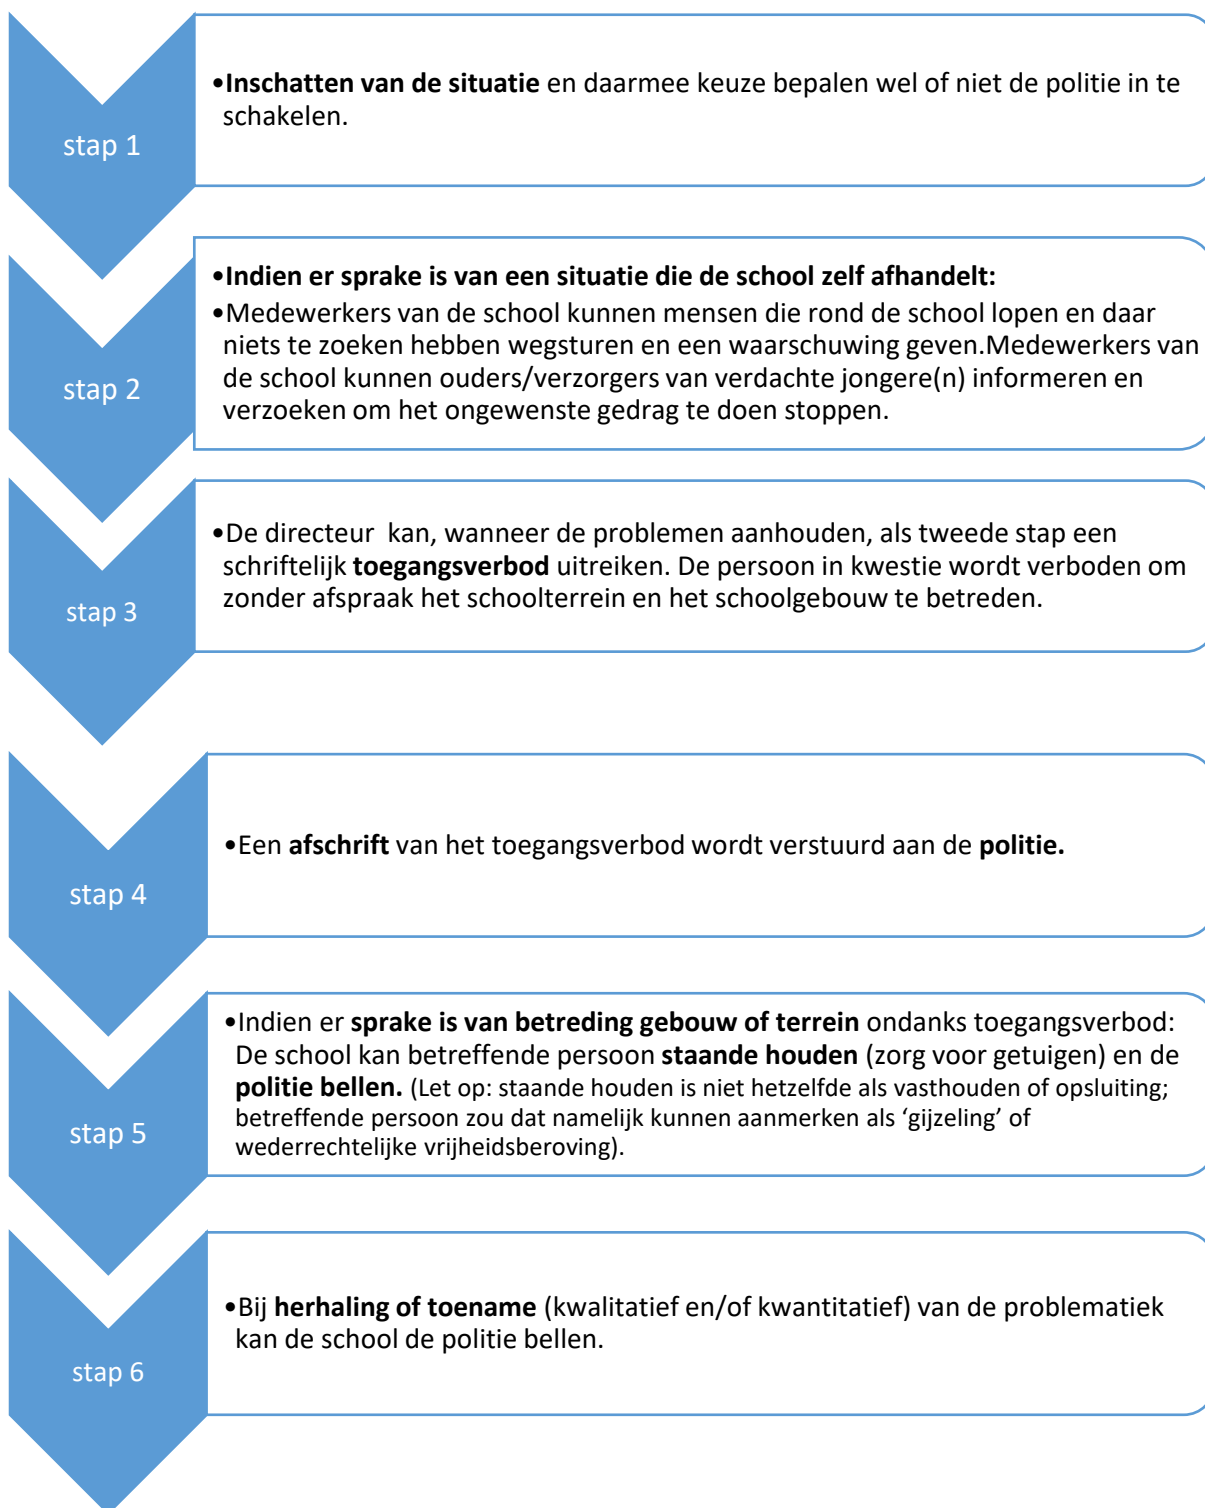 stap 1
•Inschatten van de situatie en daarmee keuze bepalen wel of niet de politie in te
schakelen.
stap 2
•Indien er sprake is van een situatie die de school zelf afhandelt:
•Medewerkers van de school kunnen mensen die rond de school lopen en daar
niets te zoeken hebben wegsturen en een waarschuwing geven.Medewerkers van
de school kunnen ouders/verzorgers van verdachte jongere(n) informeren en
verzoeken om het ongewenste gedrag te doen stoppen.
stap 3
•De directeur kan, wanneer de problemen aanhouden, als tweede stap een
schriftelijk toegangsverbod uitreiken. De persoon in kwestie wordt verboden om
zonder afspraak het schoolterrein en het schoolgebouw te betreden.
stap 4
•Een afschrift van het toegangsverbod wordt verstuurd aan de politie.
stap 5
•Indien er sprake is van betreding gebouw of terrein ondanks toegangsverbod:
De school kan betreffende persoon staande houden (zorg voor getuigen) en de
politie bellen. (Let op: staande houden is niet hetzelfde als vasthouden of opsluiting;
betreffende persoon zou dat namelijk kunnen aanmerken als ‘gijzeling’ of
wederrechtelijke vrijheidsberoving).
stap 6
•Bij herhaling of toename (kwalitatief en/of kwantitatief) van de problematiek
kan de school de politie bellen.